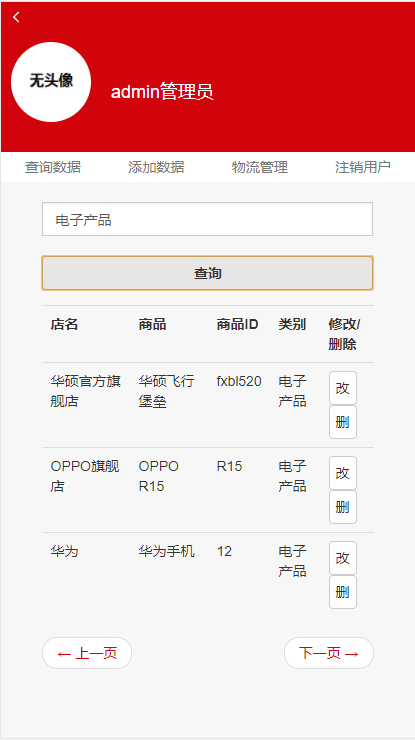 无头像
admin管理员
查询数据 添加数据 物流管理 注销用户
电子产品
查询
店名 商品 商品ID 类别 修改/
删除
华硕官方旗 华硕飞行 fxbl520 电子 改
舰店 堡垒 产品 删
OPPO旗舰 OPPO R15 电子 改
店 R15 产品 删
华为 华为手机 12 电子 改
产品 删
← 上一页 下一页 →